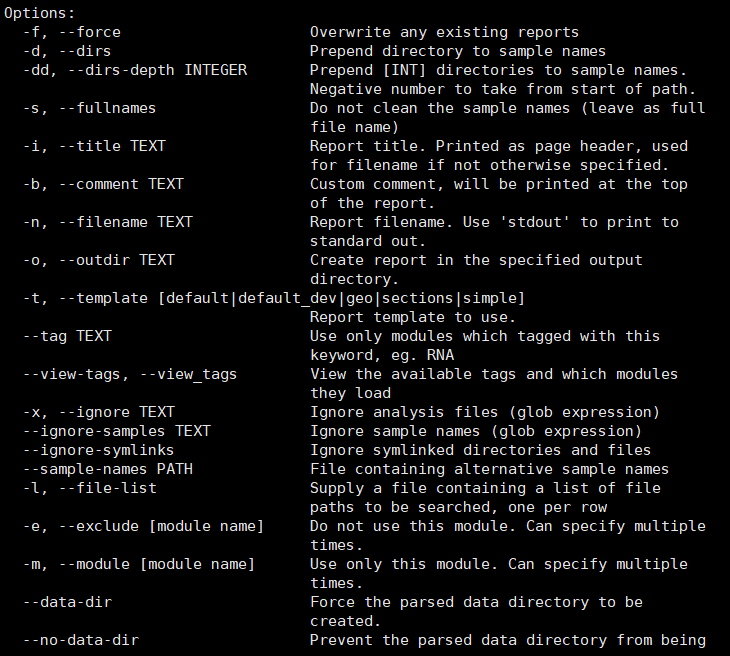 Options:
  -f, --force                     Overwrite any existing reports
  -d, --dirs                      Prepend directory to sample names
  -dd, --dirs-depth INTEGER       Prepend [INT] directories to sample names.
                                  Negative number to take from start of path.
  -s, --fullnames                 Do not clean the sample names (leave as full
                                  file name)
  -i, --title TEXT                Report title. Printed as page header, used
                                  for filename if not otherwise specified.
  -b, --comment TEXT              Custom comment, will be printed at the top
                                  of the report.
  -n, --filename TEXT             Report filename. Use 'stdout' to print to
                                  standard out.
  -o, --outdir TEXT               Create report in the specified output
                                  directory.
  -t, --template [default|default_dev|geo|sections|simple]
                                  Report template to use.
  --tag TEXT                      Use only modules which tagged with this
                                  keyword, eg. RNA
  --view-tags, --view_tags        View the available tags and which modules
                                  they load
  -x, --ignore TEXT               Ignore analysis files (glob expression)
  --ignore-samples TEXT           Ignore sample names (glob expression)
  --ignore-symlinks               Ignore symlinked directories and files
  --sample-names PATH             File containing alternative sample names
  -l, --file-list                 Supply a file containing a list of file
                                  paths to be searched, one per row
  -e, --exclude [module name]     Do not use this module. Can specify multiple
                                  times.
  -m, --module [module name]      Use only this module. Can specify multiple
                                  times.
  --data-dir                      Force the parsed data directory to be
                                  created.
  --no-data-dir                   Prevent the parsed data directory from being